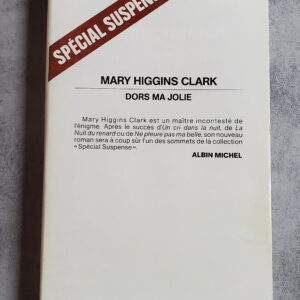 SPÉCIAL SUSPEN
MARY HIGGINS CLARK
DORS MA JOLIE
Mary Higgins Clark est un maître incontesté de
l'énigme. Après le succès d'Un cri dans la nuit, de La
Nuit du renard ou de Ne pleure pas ma belle, son nouveau
roman sera à coup sûr l'un des sommets de la collection
« Spécial Suspense ».
ALBIN MICHEL